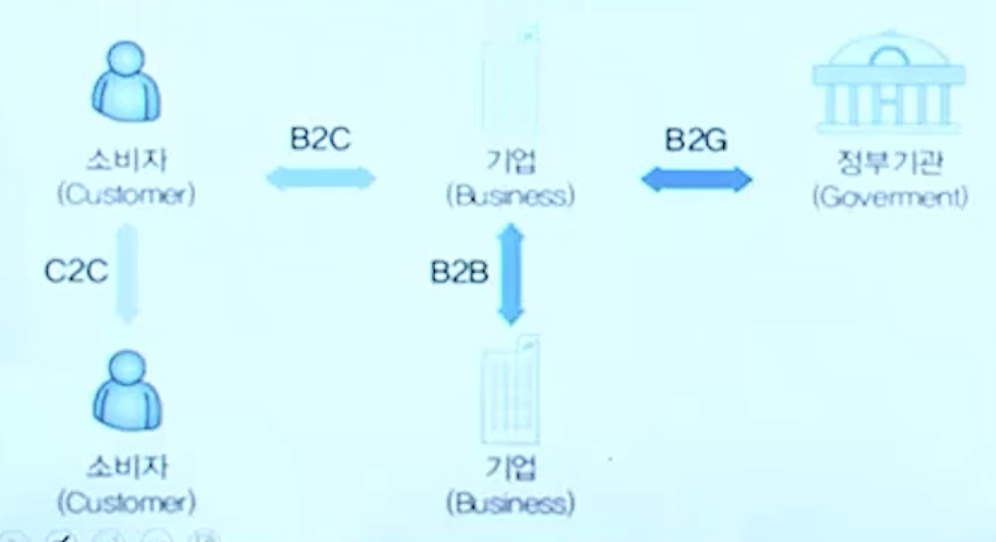 B2C
B2G
소비자
(Customer)
기업
(Business)
정부기관
(Goverment)
C2C
B2B
소비자
(Customer)
기업
(Business)